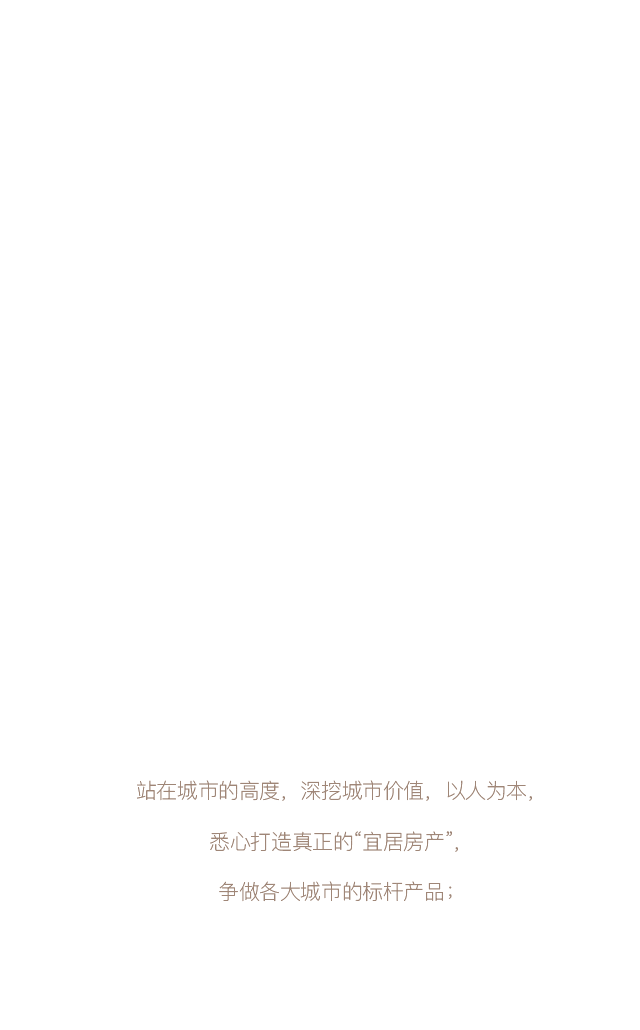 站在城市的高度，深挖城市价值，以人为本，
悉心打造真正的“宜居房产”，
争做各大城市的标杆产品；